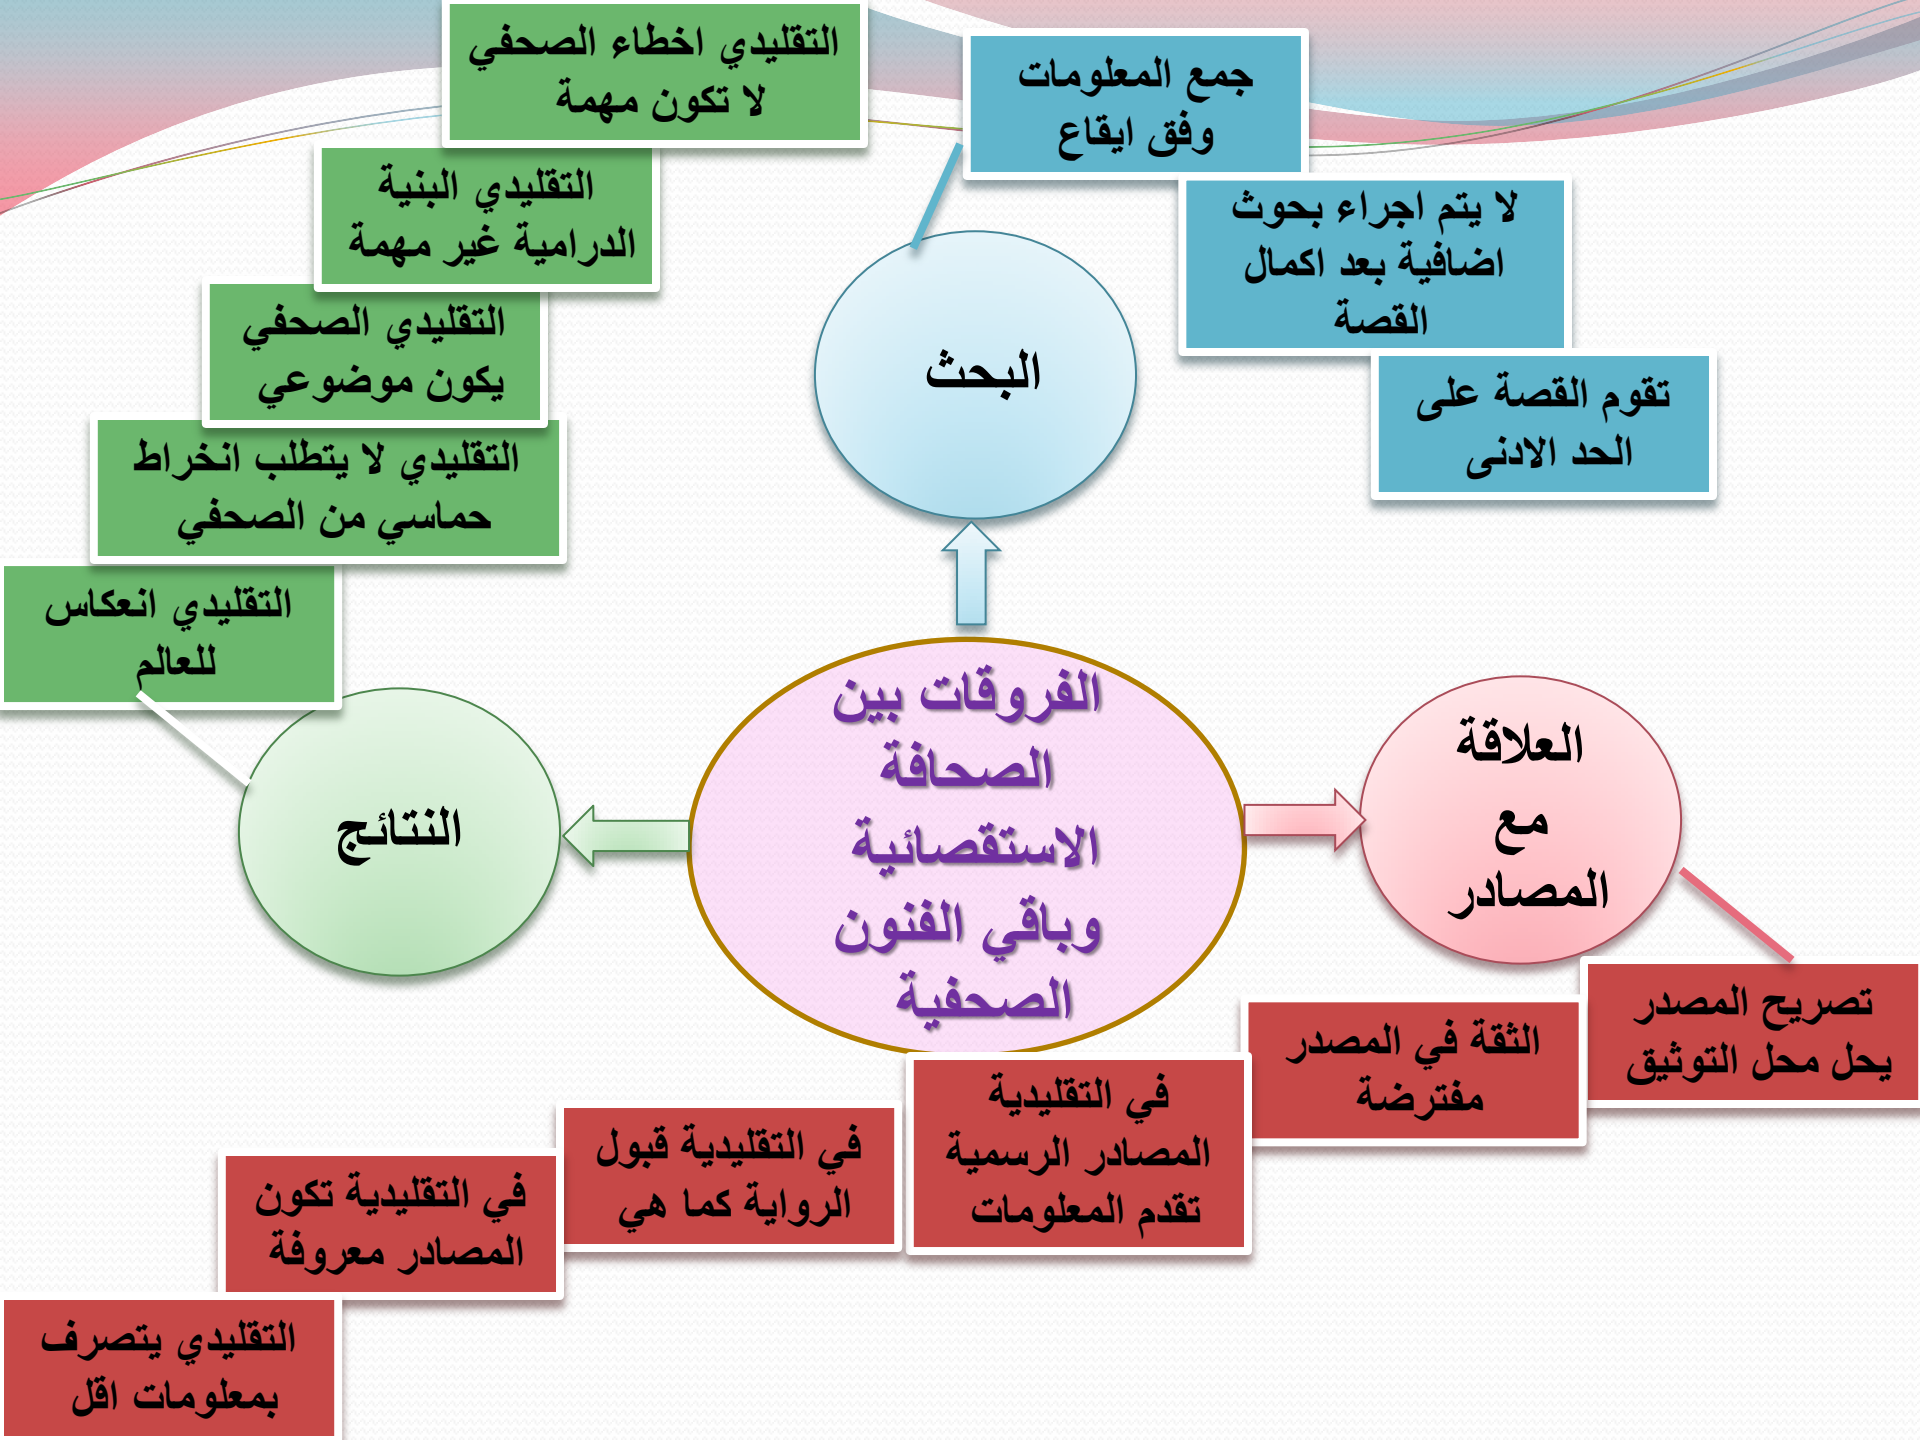 الفروقات بين
الصحافة
الاستقصائية
وباقي الفنون
الصحفية
البحث
جمع المعلومات
وفق ايقاع
لا يتم اجراء بحوث
اضافية بعد اكمال
القصة
تقوم القصة على
الحد الادنى
العلاقة
مع
المصادر
تصريح المصدر
يحل محل التوثيق
الثقة في المصدر
مفترضة
في التقليدية
المصادر الرسمية
تقدم المعلومات
في التقليدية قبول
الرواية كما هي
في التقليدية تكون
المصادر معروفة
التقليدي يتصرف
بمعلومات اقل
النتائج
التقليدي انعكاس
للعالم
التقليدي لا يتطلب انخراط
حماسي من الصحفي
التقليدي الصحفي
يكون موضوعي
التقليدي البنية
الدرامية غير مهمة
التقليدي اخطاء الصحفي
لا تكون مهمة